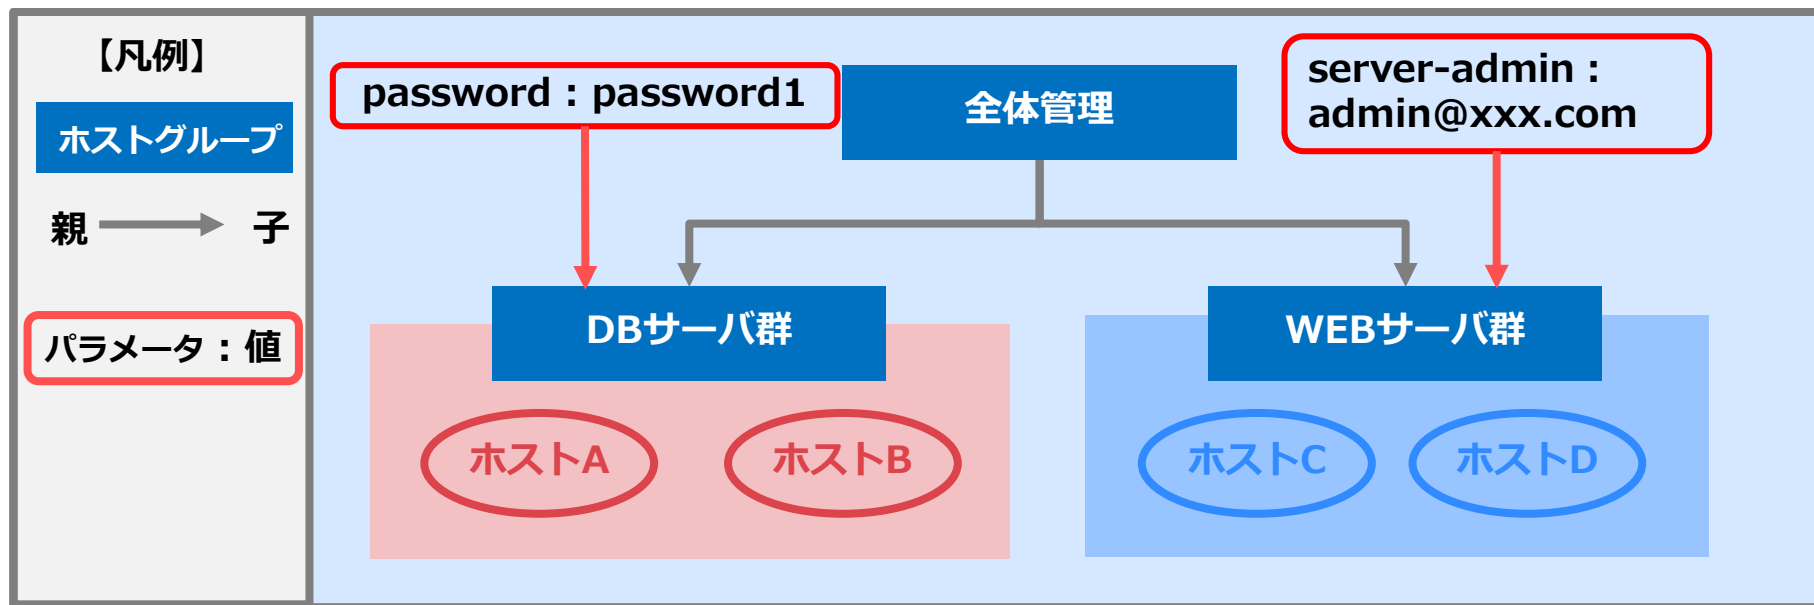 【凡例】
ホストグループ
親
子
パラメータ:値
password:password1
全体管理
server-admin:
admin@xxx.com
DBサーバ群
WEBサーバ群
ホストA
ホストB
ホストC
ホストD